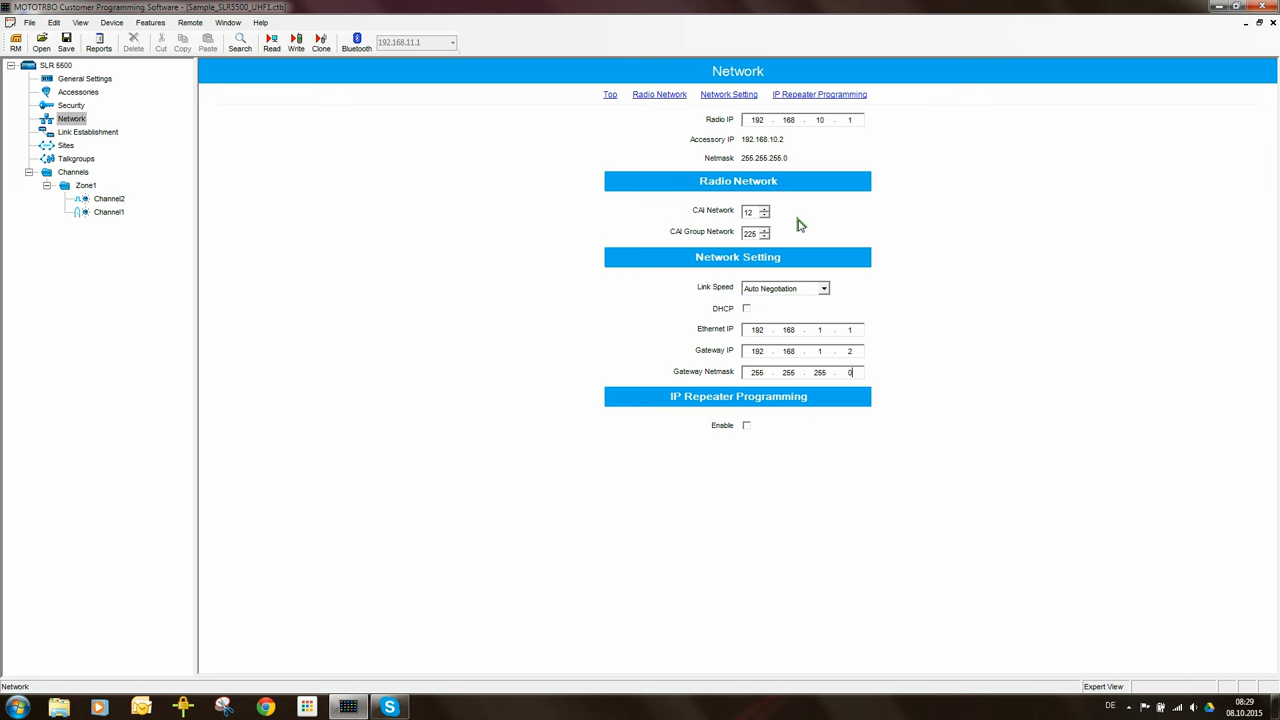 MOTOTRBO Customer Programming Software - [Sample_SLR5500_UHF1.ctb]
File Edit View Device Features Remote Window Help
RM Open Save Reports Delete Cut Copy Paste Search Read Write Clone Bluetooth 192.168.11.1
SLR 5500
General Settings
Accessories
Security
Network
Link Establishment
Sites
Talkgroups
Channels
Zone1
Channel2
Channel1
Network
Top Radio Network Network Setting IP Repeater Programming
Radio IP 192 . 168 . 10 . 1
Accessory IP 192.168.10.2
Netmask 255.255.255.0
Radio Network
CAI Network 12
CAI Group Network 225
Network Setting
Link Speed Auto Negotiation
DHCP
Ethernet IP 192 . 168 . 1 . 1
Gateway IP 192 . 168 . 1 . 2
Gateway Netmask 255 . 255 . 255 . 0
IP Repeater Programming
Enable
Network Expert View
DE 08:29
08.10.2015